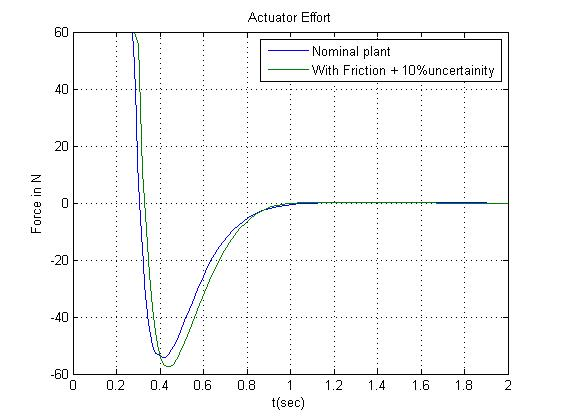 Actuator Effort
Nominal plant
With Friction + 10%uncertainity
Force in N
60
40
20
0
-20
-40
-60
0 0.2 0.4 0.6 0.8 1 1.2 1.4 1.6 1.8 2
t(sec)